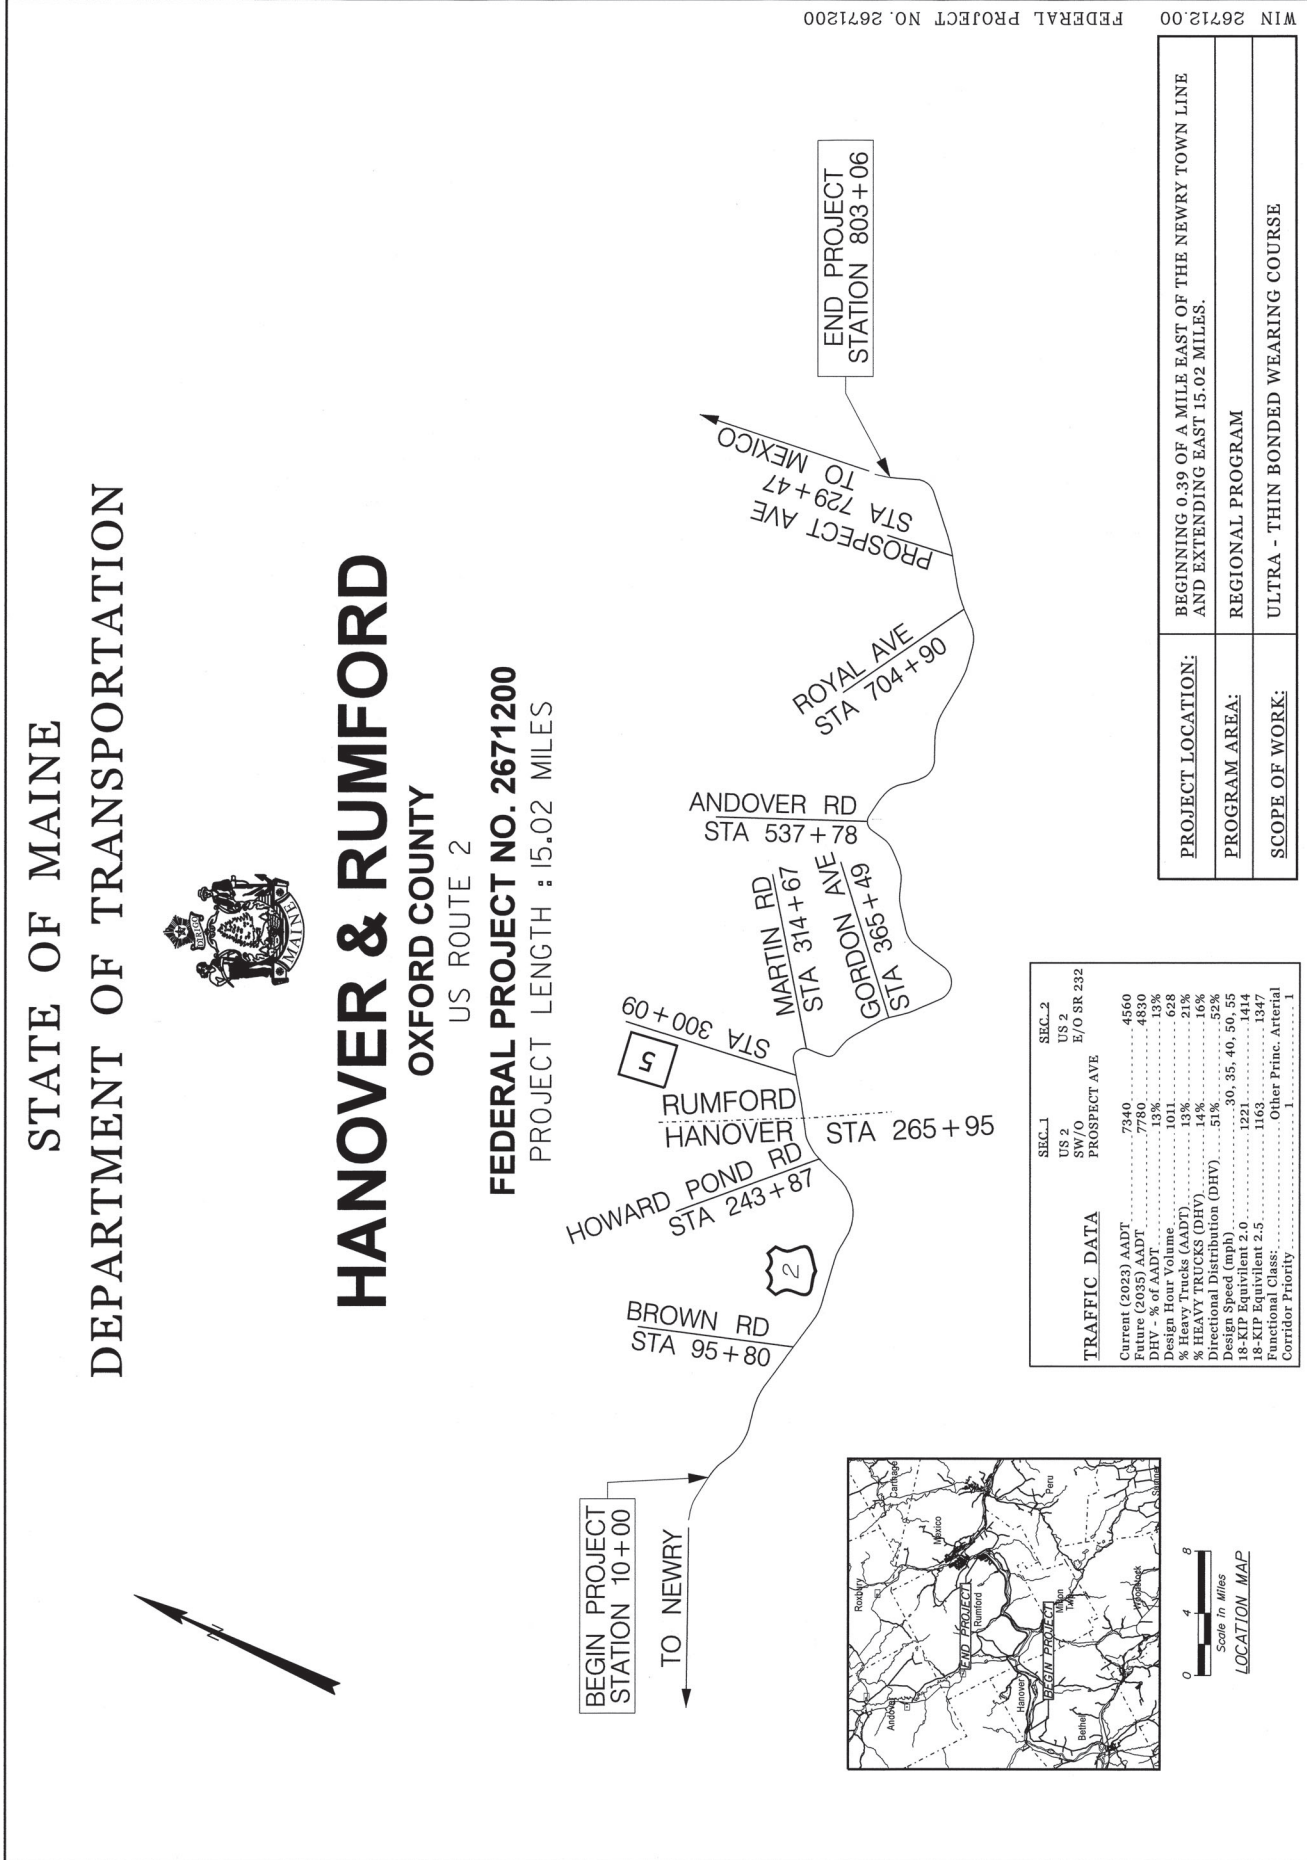 STATE OF MAINE
DEPARTMENT OF TRANSPORTATION
DIRIGO
MAINE
HANOVER & RUMFORD
OXFORD COUNTY
US ROUTE 2
FEDERAL PROJECT NO. 2671200
PROJECT LENGTH : 15.02 MILES
BEGIN PROJECT
STATION 10+00
TO NEWRY
BROWN RD
STA 95+80
2
HOWARD POND RD
STA 243+87
RUMFORD
HANOVER
STA 265+95
5
STA 300+09
MARTIN RD
STA 314+67
GORDON AVE
STA 365+49
ANDOVER RD
STA 537+78
ROYAL AVE
STA 704+90
PROSPECT AVE
STA 729+47
TO MEXICO
END PROJECT
STATION 803+06
Roxbury
Carthage
Andover
Mexico
END PROJECT
Rumford
Hanover
BEGIN PROJECT
Milton
Peru
Bethel
Woodstock
Sumner
0 4 8
Scale in Miles
LOCATION MAP
TRAFFIC DATA
SEC. 1 SEC. 2
US 2 US 2
SW/O E/O SR 232
PROSPECT AVE
Current (2023) AADT 7340 4560
Future (2035) AADT 7780 4830
DHV - % of AADT 13% 13%
Design Hour Volume 1011 628
% Heavy Trucks (AADT) 13% 21%
% HEAVY TRUCKS (DHV) 14% 16%
Directional Distribution (DHV) 51% 52%
Design Speed (mph) 30, 35, 40, 50, 55
18-KIP Equivilent 2.0 1221 1414
18-KIP Equivilent 2.5 1163 1347
Functional Class: Other Princ. Arterial
Corridor Priority 1 1
PROJECT LOCATION: BEGINNING 0.39 OF A MILE EAST OF THE NEWRY TOWN LINE
AND EXTENDING EAST 15.02 MILES.
PROGRAM AREA: REGIONAL PROGRAM
SCOPE OF WORK: ULTRA - THIN BONDED WEARING COURSE
WIN 26712.00 FEDERAL PROJECT NO. 2671200